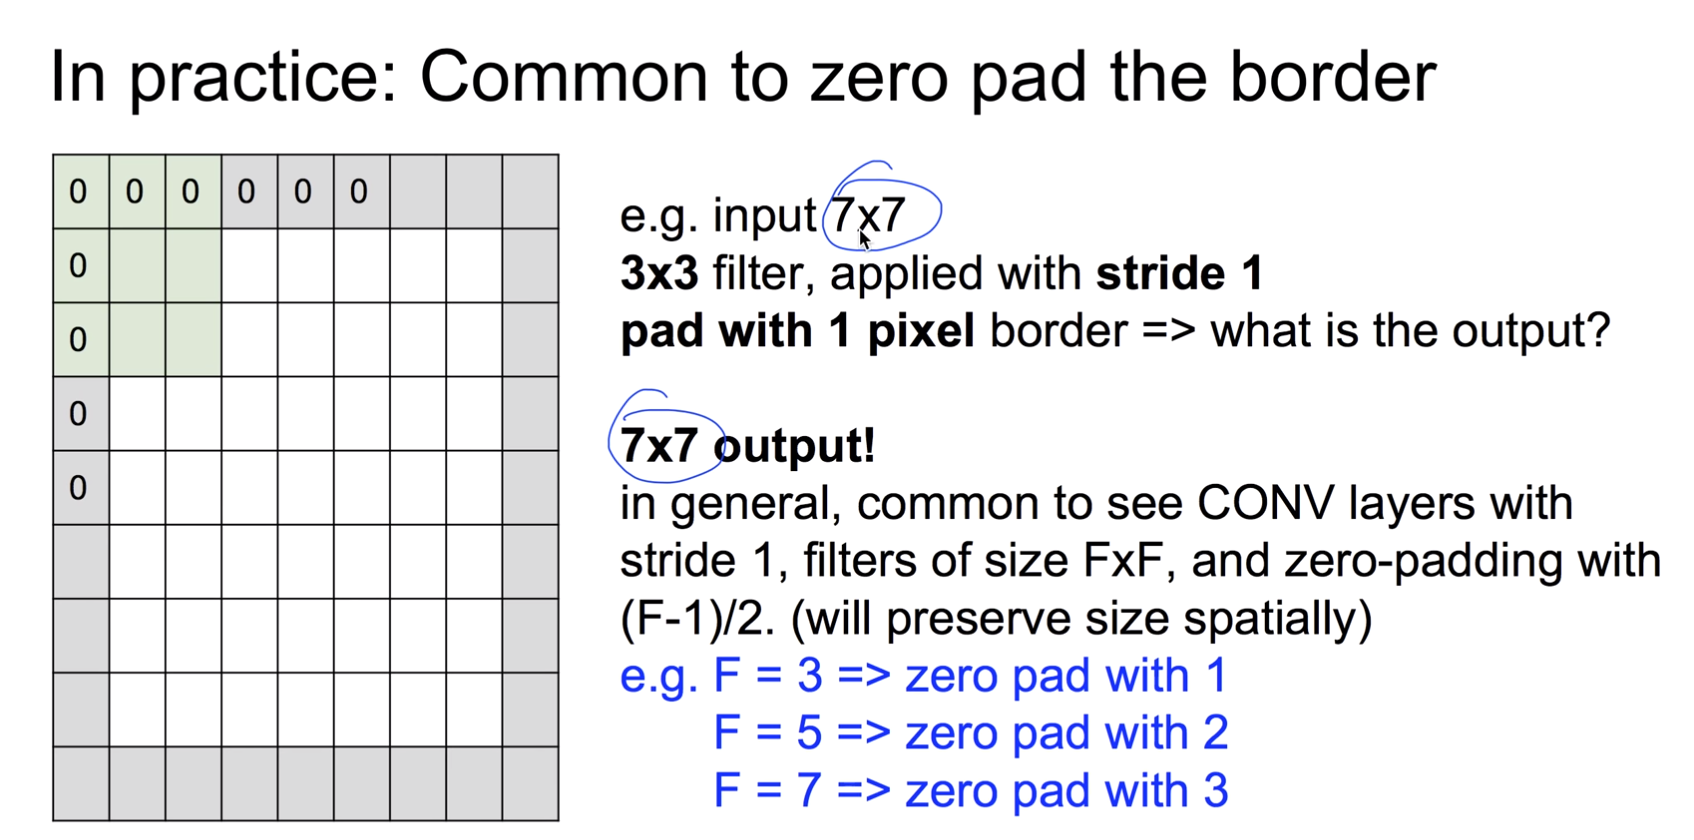 In practice: Common to zero pad the border
0 0 0 0 0 0
0
0
0
0
e.g. input 7x7
3x3 filter, applied with stride 1
pad with 1 pixel border => what is the output?
7x7 output!
in general, common to see CONV layers with
stride 1, filters of size FxF, and zero-padding with
(F-1)/2. (will preserve size spatially)
e.g. F = 3 => zero pad with 1
F = 5 => zero pad with 2
F = 7 => zero pad with 3